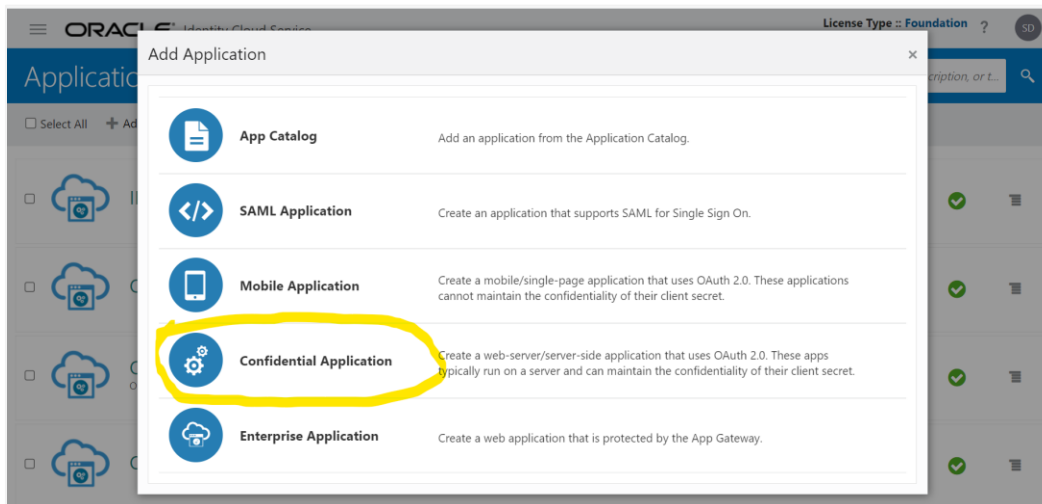 ORACLE Identity Cloud Service
License Type :: Foundation ? SD
Add Application ×
Applicatio
cription, or t...
Select All + Ad
App Catalog
Add an application from the Application Catalog.
SAML Application
Create an application that supports SAML for Single Sign On.
Mobile Application
Create a mobile/single-page application that uses OAuth 2.0. These applications
cannot maintain the confidentiality of their client secret.
Confidential Application
Create a web-server/server-side application that uses OAuth 2.0. These apps
typically run on a server and can maintain the confidentiality of their client secret.
Enterprise Application
Create a web application that is protected by the App Gateway.